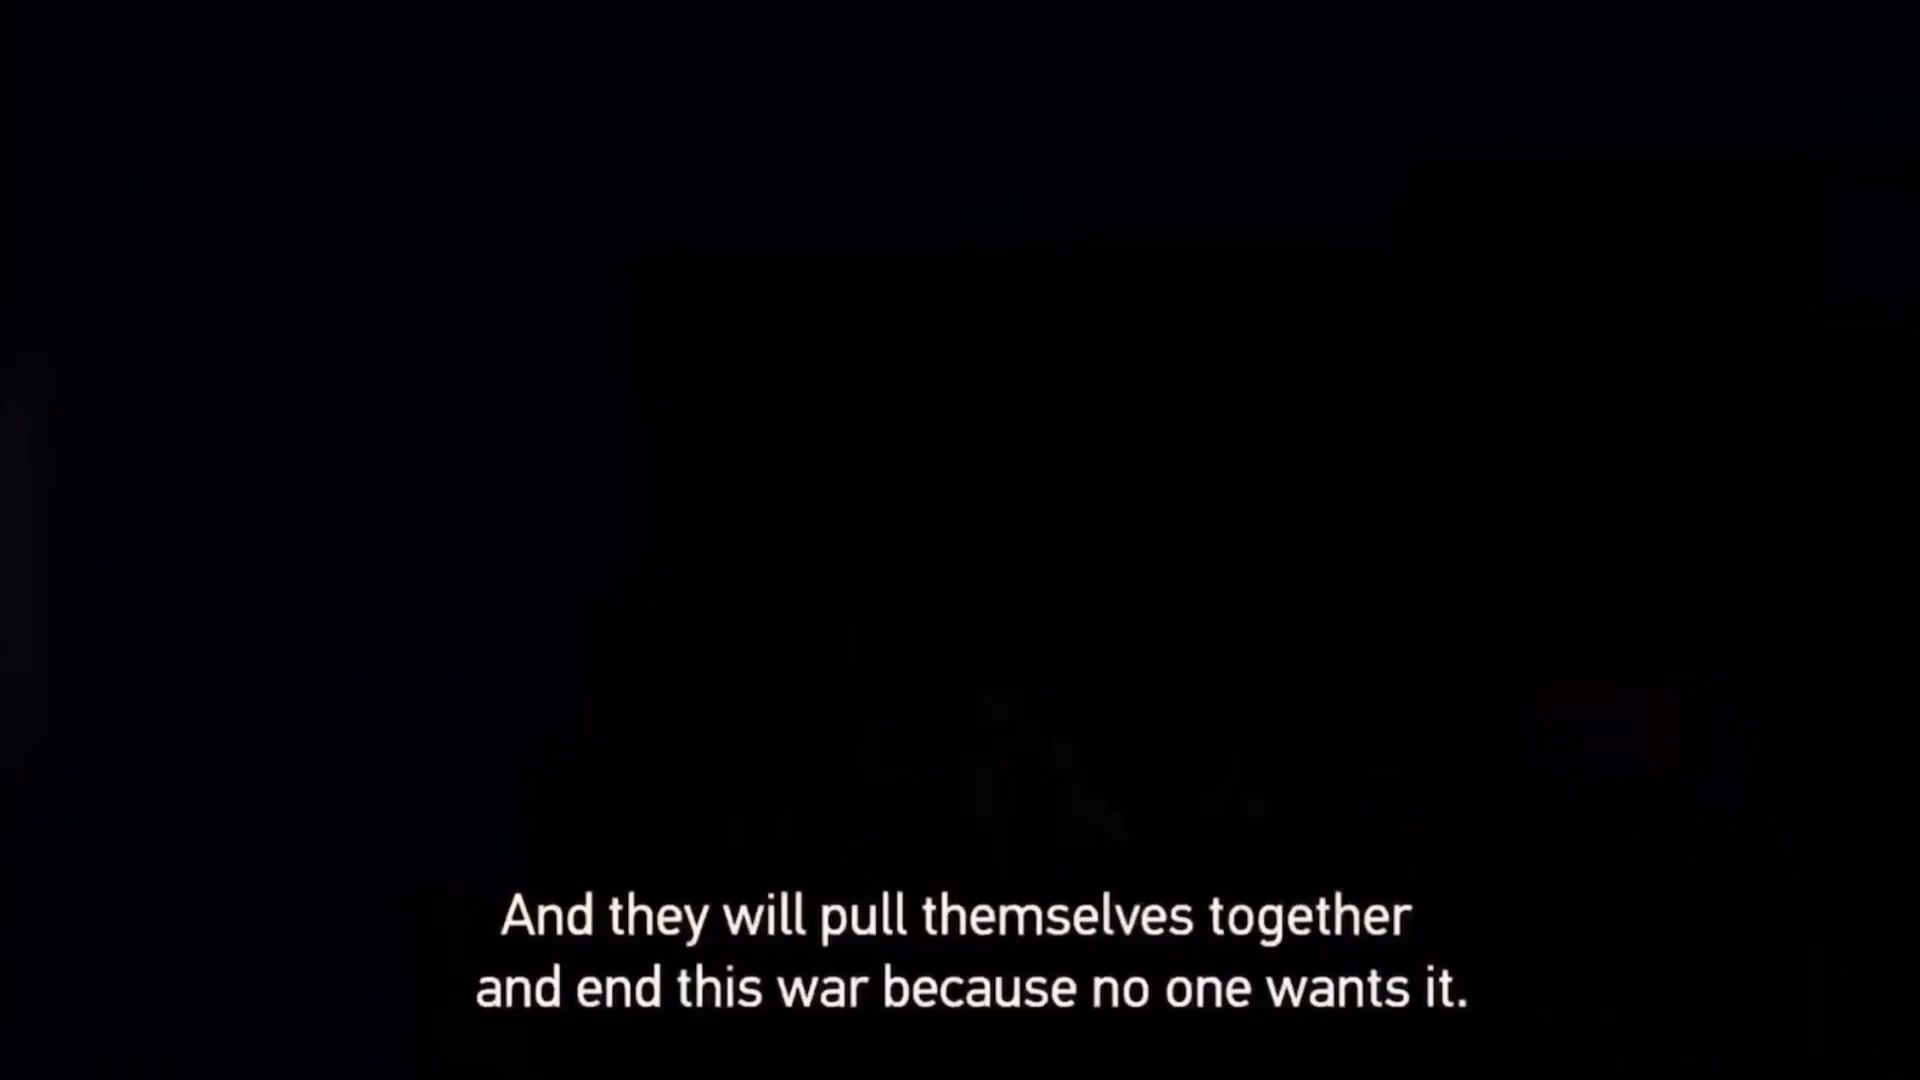 And they will pull themselves together
and end this war because no one wants it.